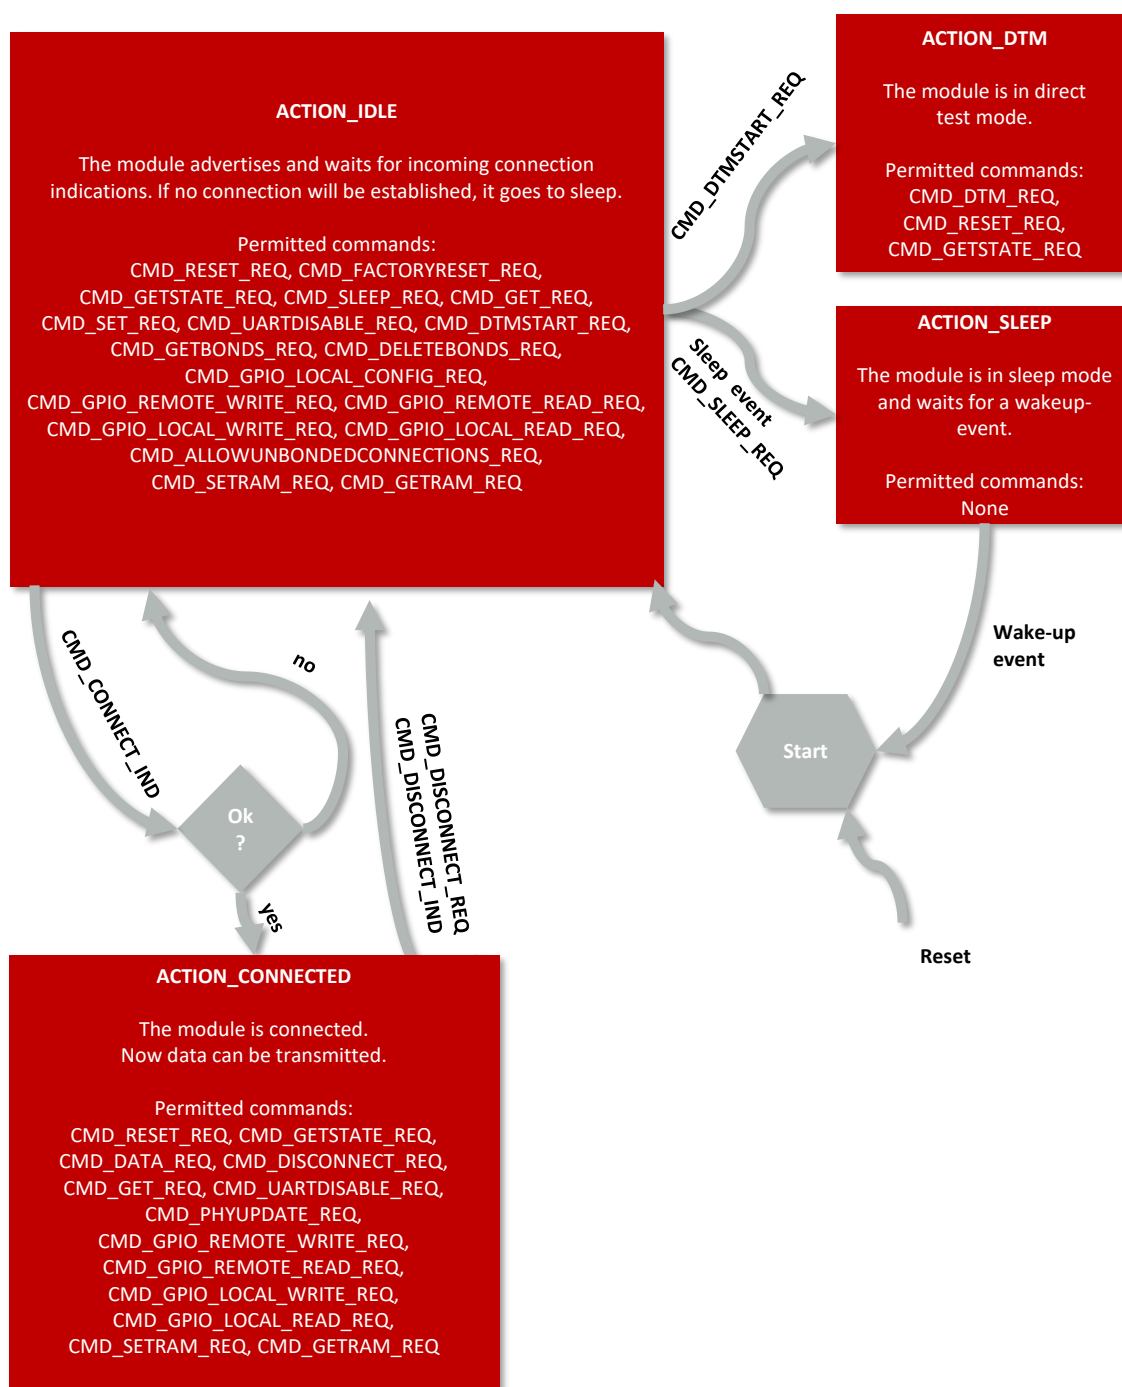 ACTION_IDLE
The module advertises and waits for incoming connection
indications. If no connection will be established, it goes to sleep.
Permitted commands:
CMD_RESET_REQ, CMD_FACTORYRESET_REQ,
CMD_GETSTATE_REQ, CMD_SLEEP_REQ, CMD_GET_REQ,
CMD_SET_REQ, CMD_UARTDISABLE_REQ, CMD_DTMSTART_REQ,
CMD_GETBONDS_REQ, CMD_DELETEBONDS_REQ,
CMD_GPIO_LOCAL_CONFIG_REQ,
CMD_GPIO_REMOTE_WRITE_REQ, CMD_GPIO_REMOTE_READ_REQ,
CMD_GPIO_LOCAL_WRITE_REQ, CMD_GPIO_LOCAL_READ_REQ,
CMD_ALLOWUNBONDEDCONNECTIONS_REQ,
CMD_SETRAM_REQ, CMD_GETRAM_REQ
CMD_DTMSTART_REQ
ACTION_DTM
The module is in direct
test mode.
Permitted commands:
CMD_DTM_REQ,
CMD_RESET_REQ,
CMD_GETSTATE_REQ
Sleep event
CMD_SLEEP_REQ
ACTION_SLEEP
The module is in sleep mode
and waits for a wakeup-
event.
Permitted commands:
None
Wake-up
event
Start
Reset
CMD_CONNECT_IND
no
Ok
?
yes
CMD_DISCONNECT_REQ
CMD_DISCONNECT_IND
ACTION_CONNECTED
The module is connected.
Now data can be transmitted.
Permitted commands:
CMD_RESET_REQ, CMD_GETSTATE_REQ,
CMD_DATA_REQ, CMD_DISCONNECT_REQ,
CMD_GET_REQ, CMD_UARTDISABLE_REQ,
CMD_PHYUPDATE_REQ,
CMD_GPIO_REMOTE_WRITE_REQ,
CMD_GPIO_REMOTE_READ_REQ,
CMD_GPIO_LOCAL_WRITE_REQ,
CMD_GPIO_LOCAL_READ_REQ,
CMD_SETRAM_REQ, CMD_GETRAM_REQ